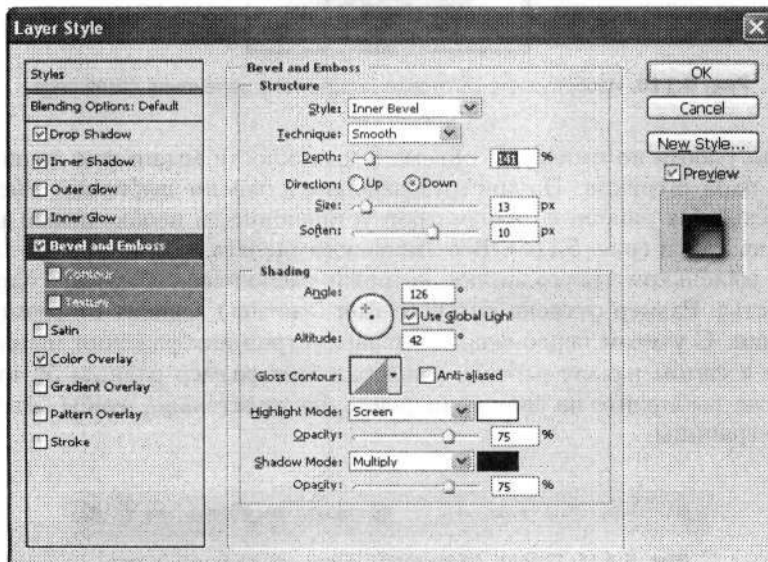 Layer Style
Styles
Blending Options: Default
Drop Shadow
Inner Shadow
Outer Glow
Inner Glow
Bevel and Emboss
Contour
Texture
Satin
Color Overlay
Gradient Overlay
Pattern Overlay
Stroke
Bevel and Emboss
Structure
Style: Inner Bevel
Technique: Smooth
Depth: 141 %
Direction: Up Down
Size: 13 px
Soften: 10 px
Shading
Angle: 126 °
Use Global Light
Altitude: 42 °
Gloss Contour: Anti-aliased
Highlight Mode: Screen
Opacity: 75 %
Shadow Mode: Multiply
Opacity: 75 %
OK
Cancel
New Style...
Preview